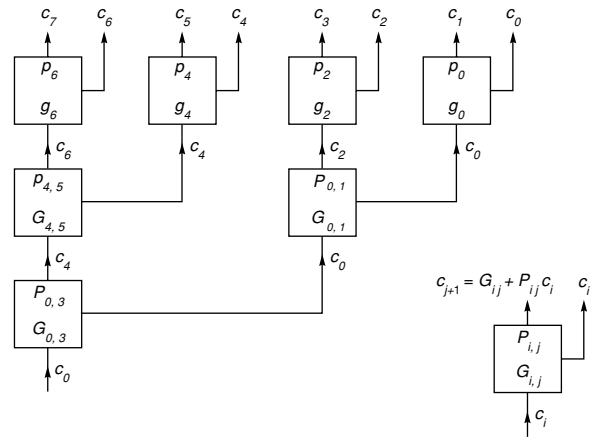 c7 c6 c5 c4 c3 c2 c1 c0
p6 p4 p2 p0
g6 g4 g2 g0
c6 c4 c2 c0
p4, 5 P0, 1
G4, 5 G0, 1
c4 c0
P0, 3
G0, 3
c0
cj+1 = Gij + Pij ci ci
Pi, j
Gi, j
ci